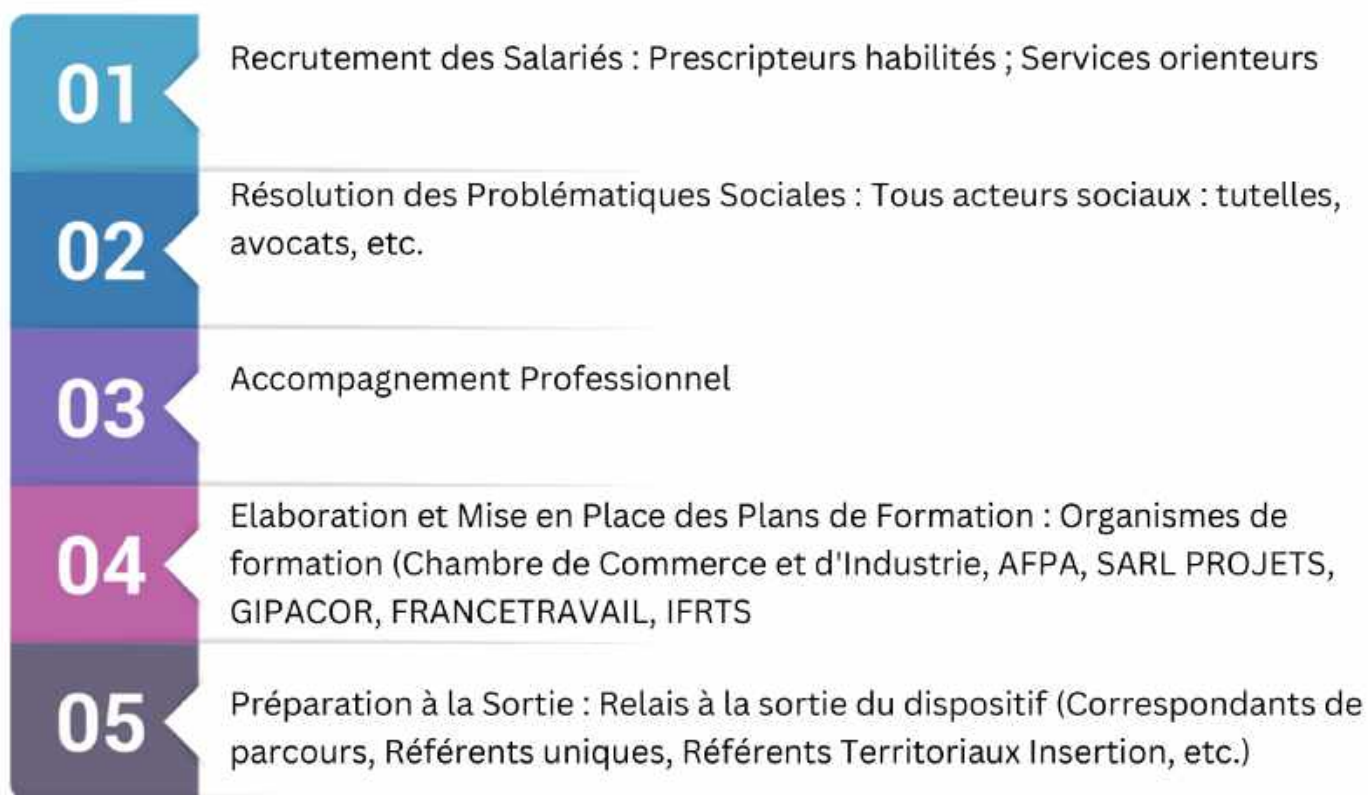 01
Recrutement des Salariés : Prescripteurs habilités ; Services orienteurs
02
Résolution des Problématiques Sociales : Tous acteurs sociaux : tutelles,
avocats, etc.
03
Accompagnement Professionnel
04
Elaboration et Mise en Place des Plans de Formation : Organismes de
formation (Chambre de Commerce et d'Industrie, AFPA, SARL PROJETS,
GIPACOR, FRANCETRAVAIL, IFRTS
05
Préparation à la Sortie : Relais à la sortie du dispositif (Correspondants de
parcours, Référents uniques, Référents Territoriaux Insertion, etc.)